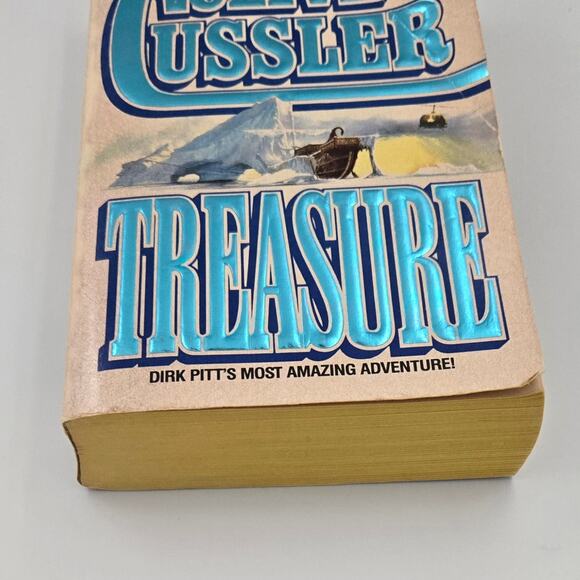 CUSSLER
TREASURE
DIRK PITT'S MOST AMAZING ADVENTURE!